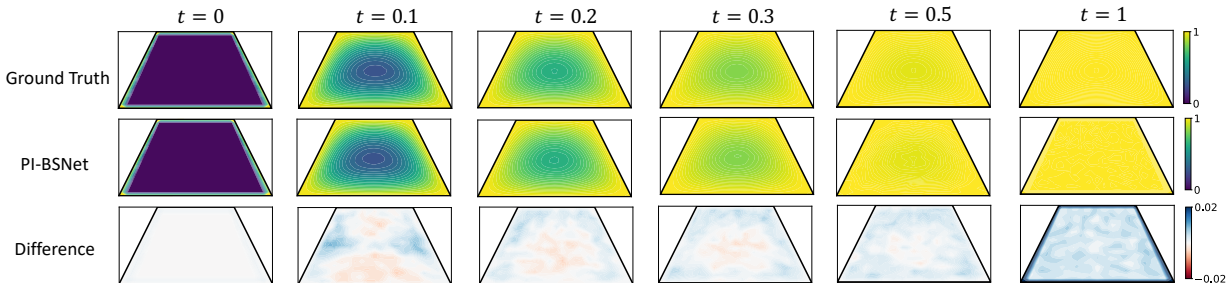 t = 0 t = 0.1 t = 0.2 t = 0.3 t = 0.5 t = 1
Ground Truth
1
0
PI-BSNet
1
0
Difference
0.02
−0.02